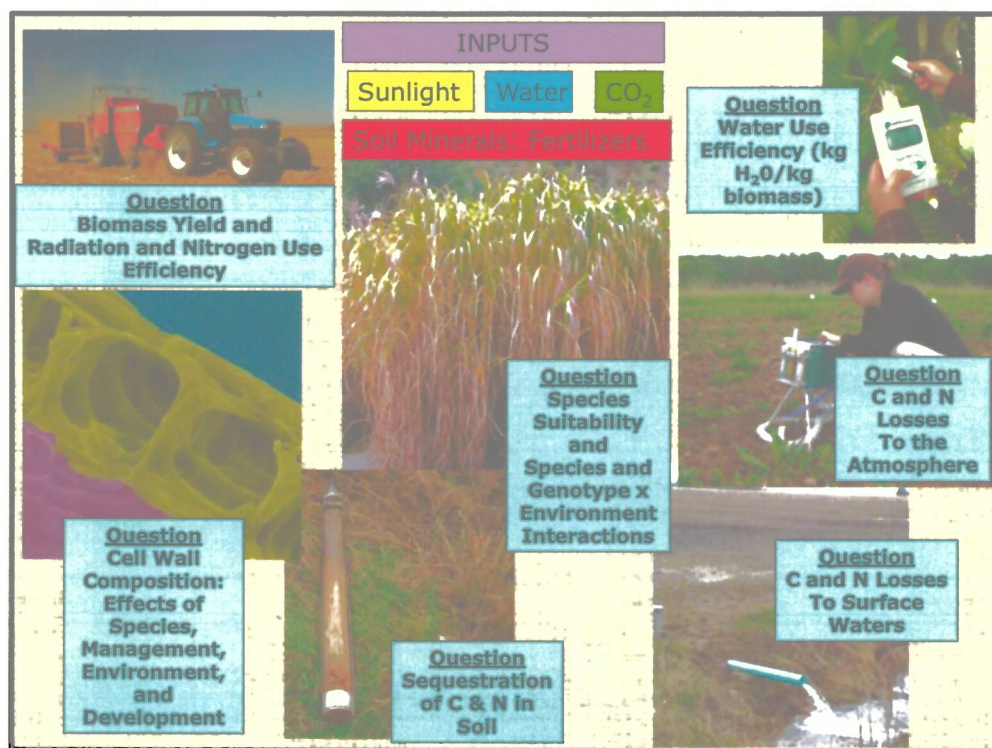 INPUTS
Sunlight
Water
CO₂
Soil Minerals: Fertilizers
Question
Biomass Yield and
Radiation and Nitrogen Use
Efficiency
Question
Water Use
Efficiency (kg
H₂0/kg
biomass)
Question
Species
Suitability
and
Species and
Genotype x
Environment
Interactions
Question
C and N
Losses
To the
Atmosphere
Question
Cell Wall
Composition:
Effects of
Species,
Management,
Environment,
and
Development
Question
Sequestration
of C & N in
Soil
Question
C and N Losses
To Surface
Waters